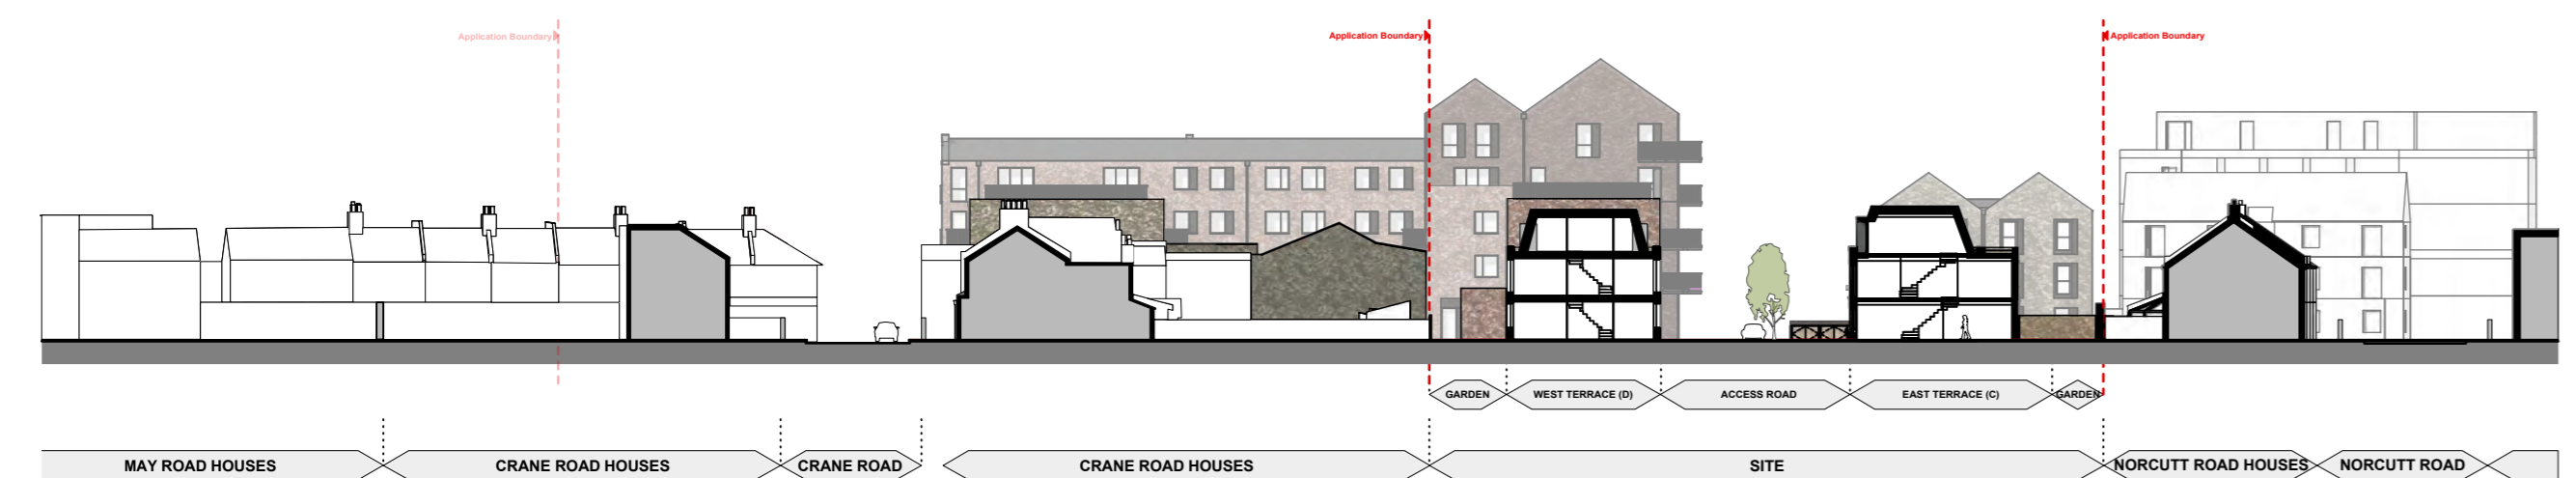 Application Boundary
Application Boundary
Application Boundary
GARDEN
WEST TERRACE (D)
ACCESS ROAD
EAST TERRACE (C)
GARDEN
MAY ROAD HOUSES
CRANE ROAD HOUSES
CRANE ROAD
CRANE ROAD HOUSES
SITE
NORCUTT ROAD HOUSES
NORCUTT ROAD